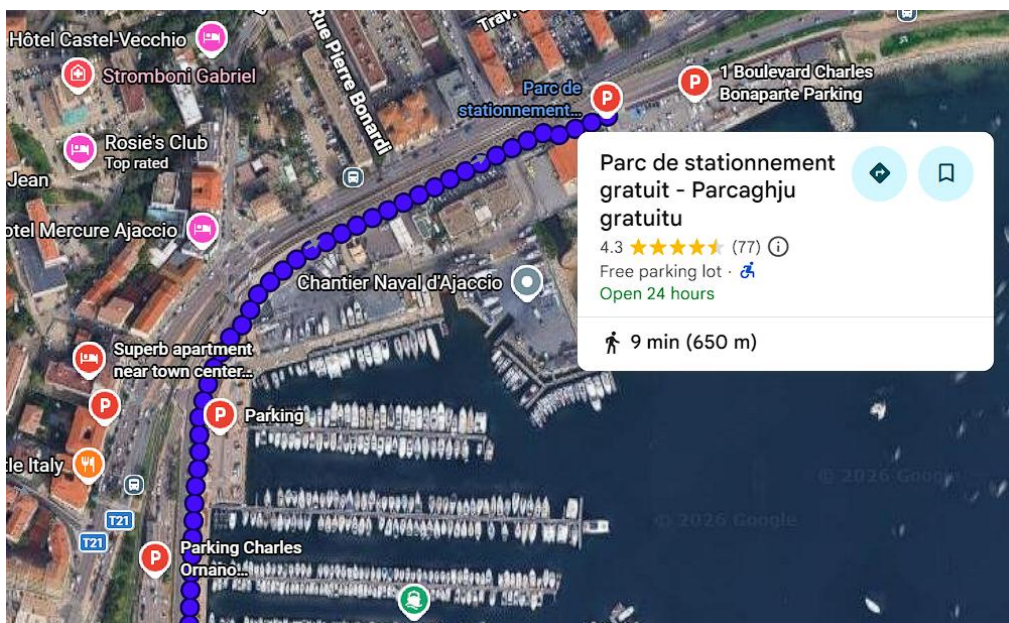 Hôtel Castel-Vecchio
Stromboni Gabriel
Rue Pierre Bonardi
Trav.
Parc de
stationnement...
1 Boulevard Charles
Bonaparte Parking
Rosie's Club
Top rated
Jean
otel Mercure Ajaccio
Chantier Naval d'Ajaccio
Parc de stationnement
gratuit - Parcaghju
gratuitu
4.3 (77)
Free parking lot ·
Open 24 hours
9 min (650 m)
Superb apartment
near town center...
P
P
P
P
P
Parking
tle Italy
T21
T21
Parking Charles
Ornano...
© 2026 Google
© 2026 Google